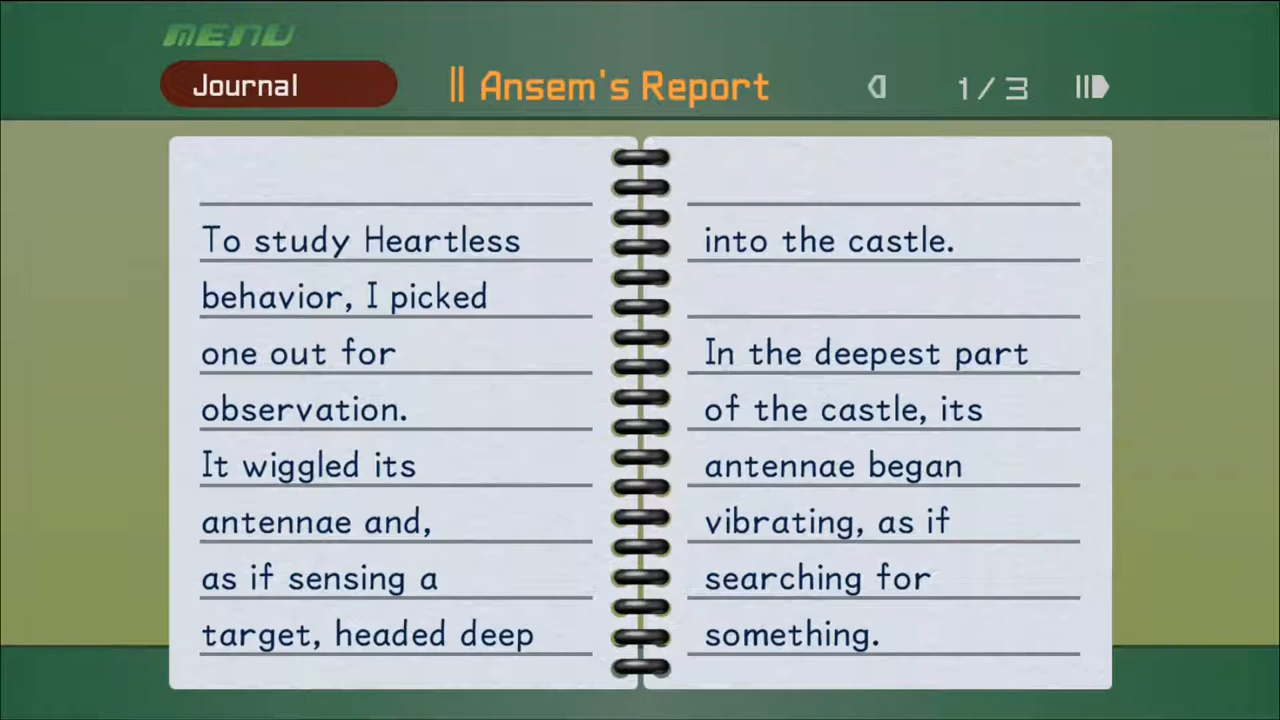 MENU
Journal
Ansem's Report
1/3
To study Heartless
behavior, I picked
one out for
observation.
It wiggled its
antennae and,
as if sensing a
target, headed deep
into the castle.
In the deepest part
of the castle, its
antennae began
vibrating, as if
searching for
something.